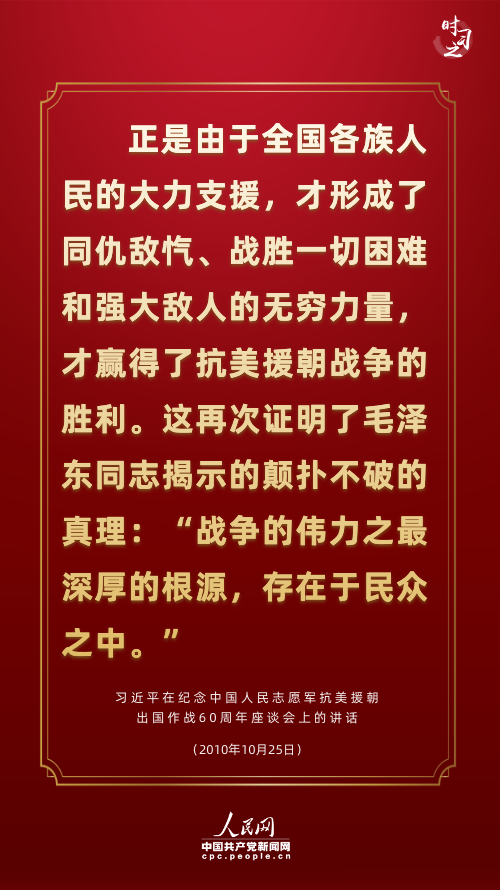 时习之
正是由于全国各族人
民的大力支援，才形成了
同仇敌忾、战胜一切困难
和强大敌人的无穷力量，
才赢得了抗美援朝战争的
胜利。这再次证明了毛泽
东同志揭示的颠扑不破的
真理：“战争的伟力之最
深厚的根源，存在于民众
之中。”
习近平在纪念中国人民志愿军抗美援朝
出国作战60周年座谈会上的讲话
（2010年10月25日）
人民网
中国共产党新闻网
cpc.people.cn